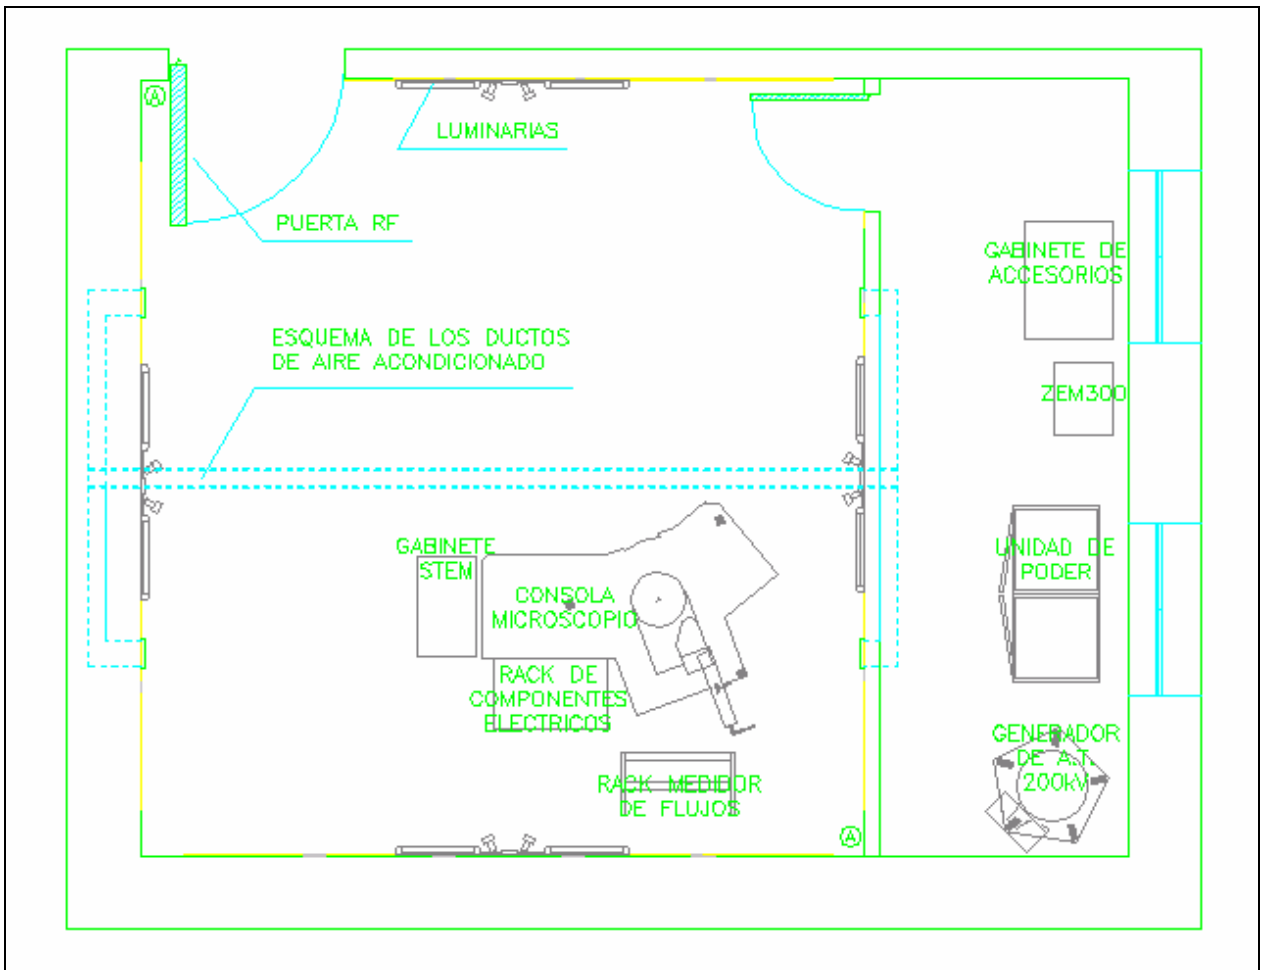 A
LUMINARIAS
PUERTA RF
GABINETE DE
ACCESORIOS
ESQUEMA DE LOS DUCTOS
DE AIRE ACONDICIONADO
ZEM300
GABINETE
STEM
CONSOLA
MICROSCOPIO
UNIDAD DE
PODER
RACK DE
COMPONENTES
ELECTRICOS
GENERADOR
DE A.T.
200kV
RACK MEDIDOR
DE FLUJOS
A